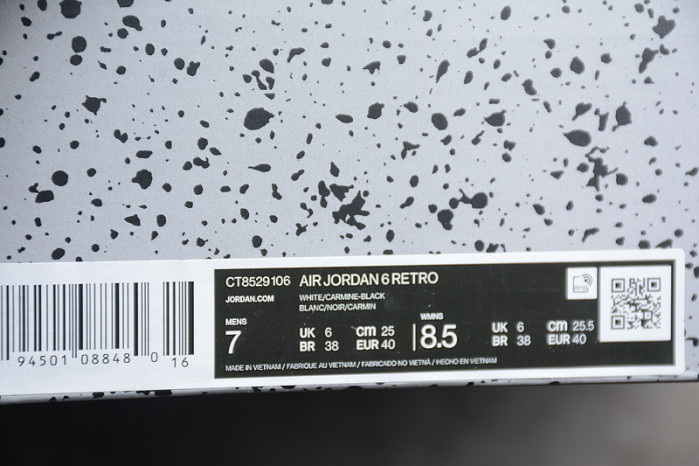 CT8529106 AIR JORDAN 6 RETRO
JORDAN.COM WHITE/CARMINE-BLACK
BLANC/NOIR/CARMIN
MENS WMNS
7 UK 6 CM 25 8.5 UK 6 CM 25.5
BR 38 EUR 40 BR 38 EUR 40
MADE IN VIETNAM / FABRIQUE AU VIETNAM / FABRICADO NO VIETNÃ / HECHO EN VIETNAM
94501 08848 0 16